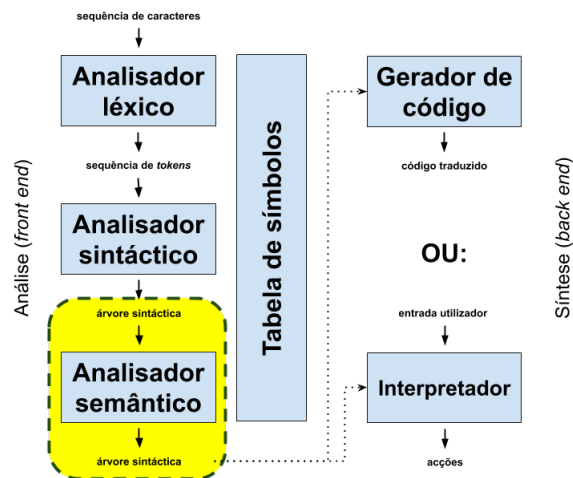 sequência de caracteres
Analisador
léxico
sequência de tokens
Analisador
sintáctico
árvore sintáctica
Analisador
semântico
árvore sintáctica
Análise (front end)
Tabela de símbolos
Gerador de
código
código traduzido
OU:
entrada utilizador
Interpretador
acções
Síntese (back end)